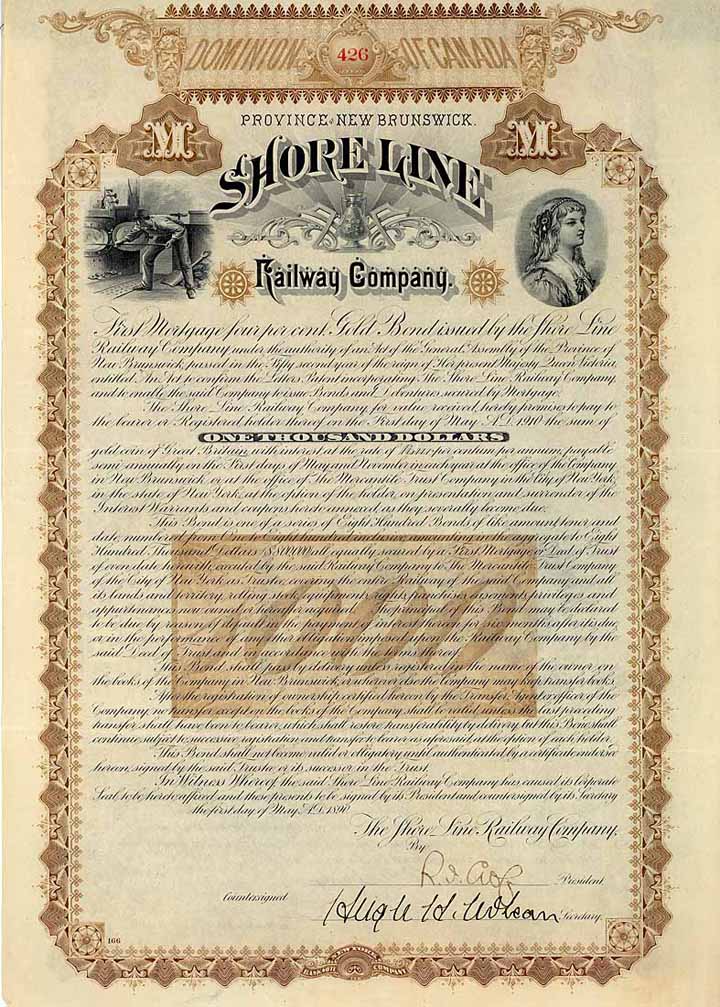 DOMINION 426 OF CANADA
PROVINCE OF NEW BRUNSWICK.
M M
SHORE LINE
Railway Company.
First Mortgage four per cent Gold Bond issued by the Shore Line
Railway Company under the authority of an Act of the General Assembly of the Province of
New Brunswick, passed in the Fifty second year of the reign of Her present Majesty Queen Victoria
entitled An Act to confirm the Letters Patent incorporating The Shore Line Railway Company,
and to enable the said Company to issue Bonds and Debentures secured by Mortgage.
The Shore Line Railway Company for value received, hereby promises to pay to
the bearer or Registered holder thereof on the First day of May A.D. 1910 the sum of
ONE THOUSAND DOLLARS
gold coin of Great Britain, with interest at the rate of per centum per annum, payable
semi-annually on the First days of May and November in each year at the office of the Company
in New Brunswick or at the office of The Mercantile Trust Company in the City of New York,
in the state of New York, at the option of the holder, on presentation and surrender of the
Interest Warrants and coupons hereto annexed, as they severally become due.
This Bond is one of a series of Eight Hundred Bonds of like amount, tenor and
date, numbered from to Eight
Hundred Thousand Dollars ($800,000) all equally secured by a First Mortgage or Deed of Trust
of even date herewith, executed by the said Railway Company to The Mercantile Trust Company
of the City of New York as Trustee, covering the entire Railway of the said Company and all
its lands and territory, rolling stock, equipments, rights, franchises, easements, privileges and
appurtenances now owned or hereafter acquired. The principal of this Bond may be declared
to be due by reason of default in the payment of interest hereon for six months after its due,
or in the performance of any other obligation imposed upon the Railway Company by the
said Deed of Trust and in accordance with the terms thereof.
This Bond shall pass by delivery unless registered in the name of the owner on
the books of the Company in New Brunswick, or wherever else the Company may keep transfer books.
After the registration of ownership certified hereon by the Transfer Agent or officer of the
Company, no transfer except on the books of the Company shall be valid, unless the last preceding
transfer shall have been to bearer, which shall restore transferability by delivery, but this Bond shall
continue subject to successive registration and transfer to bearer as aforesaid, at the option of each holder.
This Bond shall not become valid or obligatory until authenticated by a certificate endorsed
hereon, signed by the said Trustee or its successor in the Trust.
In Witness Whereof, the said Shore Line Railway Company has caused its Corporate
Seal to be hereto affixed and these presents to be signed by its President and countersigned by its Secretary
the first day of May, A.D. 1890.
The Shore Line Railway Company,
By
President
Countersigned Hugh H. McLean Secretary.
1000
166
BANK NOTE COMPANY